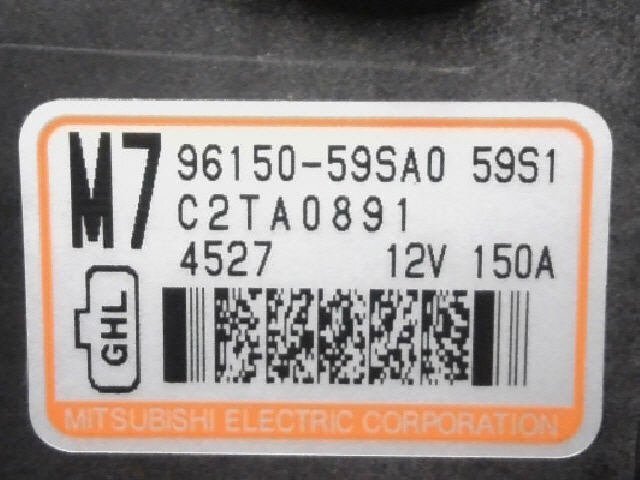 M7 96150-59SA0 59S1
C2TA0891
4527 12V 150A
GHL
MITSUBISHI ELECTRIC CORPORATION